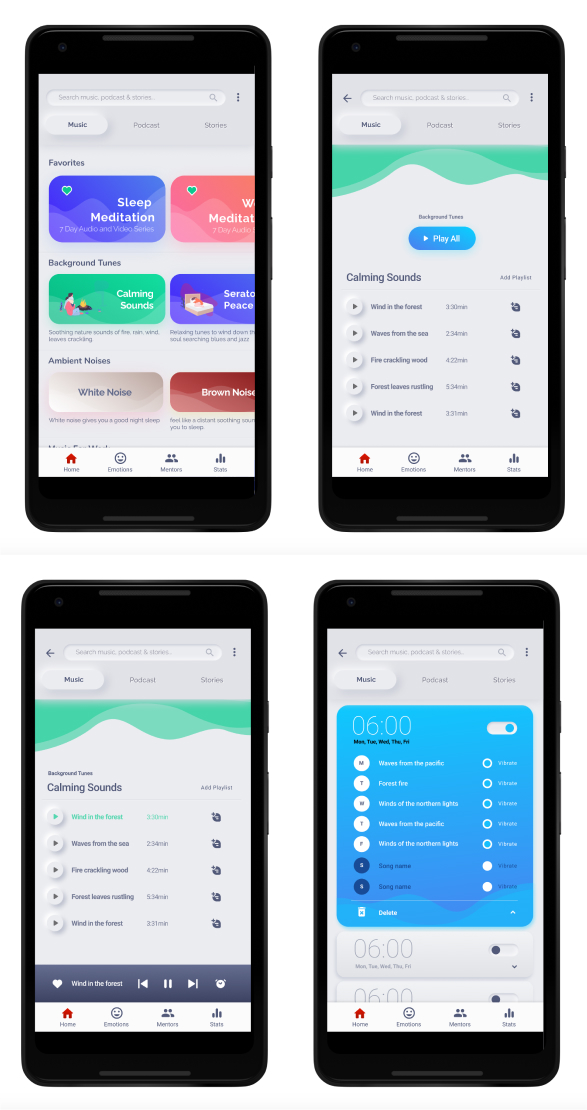 Search music, podcast & stories..
Music Podcast Stories
Favorites
Sleep
Meditation
7 Day Audio and Video Series
W
Meditat
7 Day Audio
Background Tunes
Calming
Sounds
Serato
Peace
Soothing nature sounds of fire, rain, wind,
leaves crackling.
Relaxing tunes to wind down th
soul searching blues and jazz
Ambient Noises
White Noise
Brown Noise
White noise gives you a good night sleep
feel like a distant soothing soun
you to sleep.
Music For Work
Home Emotions Mentors Stats
Search music, podcast & stories..
Music Podcast Stories
Background Tunes
Play All
Calming Sounds Add Playlist
Wind in the forest 3:30min
Waves from the sea 2:34min
Fire crackling wood 4:22min
Forest leaves rustling 5:34min
Wind in the forest 3:31min
Home Emotions Mentors Stats
Search music, podcast & stories..
Music Podcast Stories
Background Tunes
Calming Sounds Add Playlist
Wind in the forest 3:30min
Waves from the sea 2:34min
Fire crackling wood 4:22min
Forest leaves rustling 5:34min
Wind in the forest 3:31min
Wind in the forest
Home Emotions Mentors Stats
Search music, podcast & stories..
Music Podcast Stories
06:00
Mon, Tue, Wed, Thu, Fri
M Waves from the pacific Vibrate
T Forest fire Vibrate
W Winds of the northern lights Vibrate
T Waves from the pacific Vibrate
F Winds of the northern lights Vibrate
S Song name Vibrate
S Song name Vibrate
Delete
06:00
Mon, Tue, Wed, Thu, Fri
06:00
Home Emotions Mentors Stats